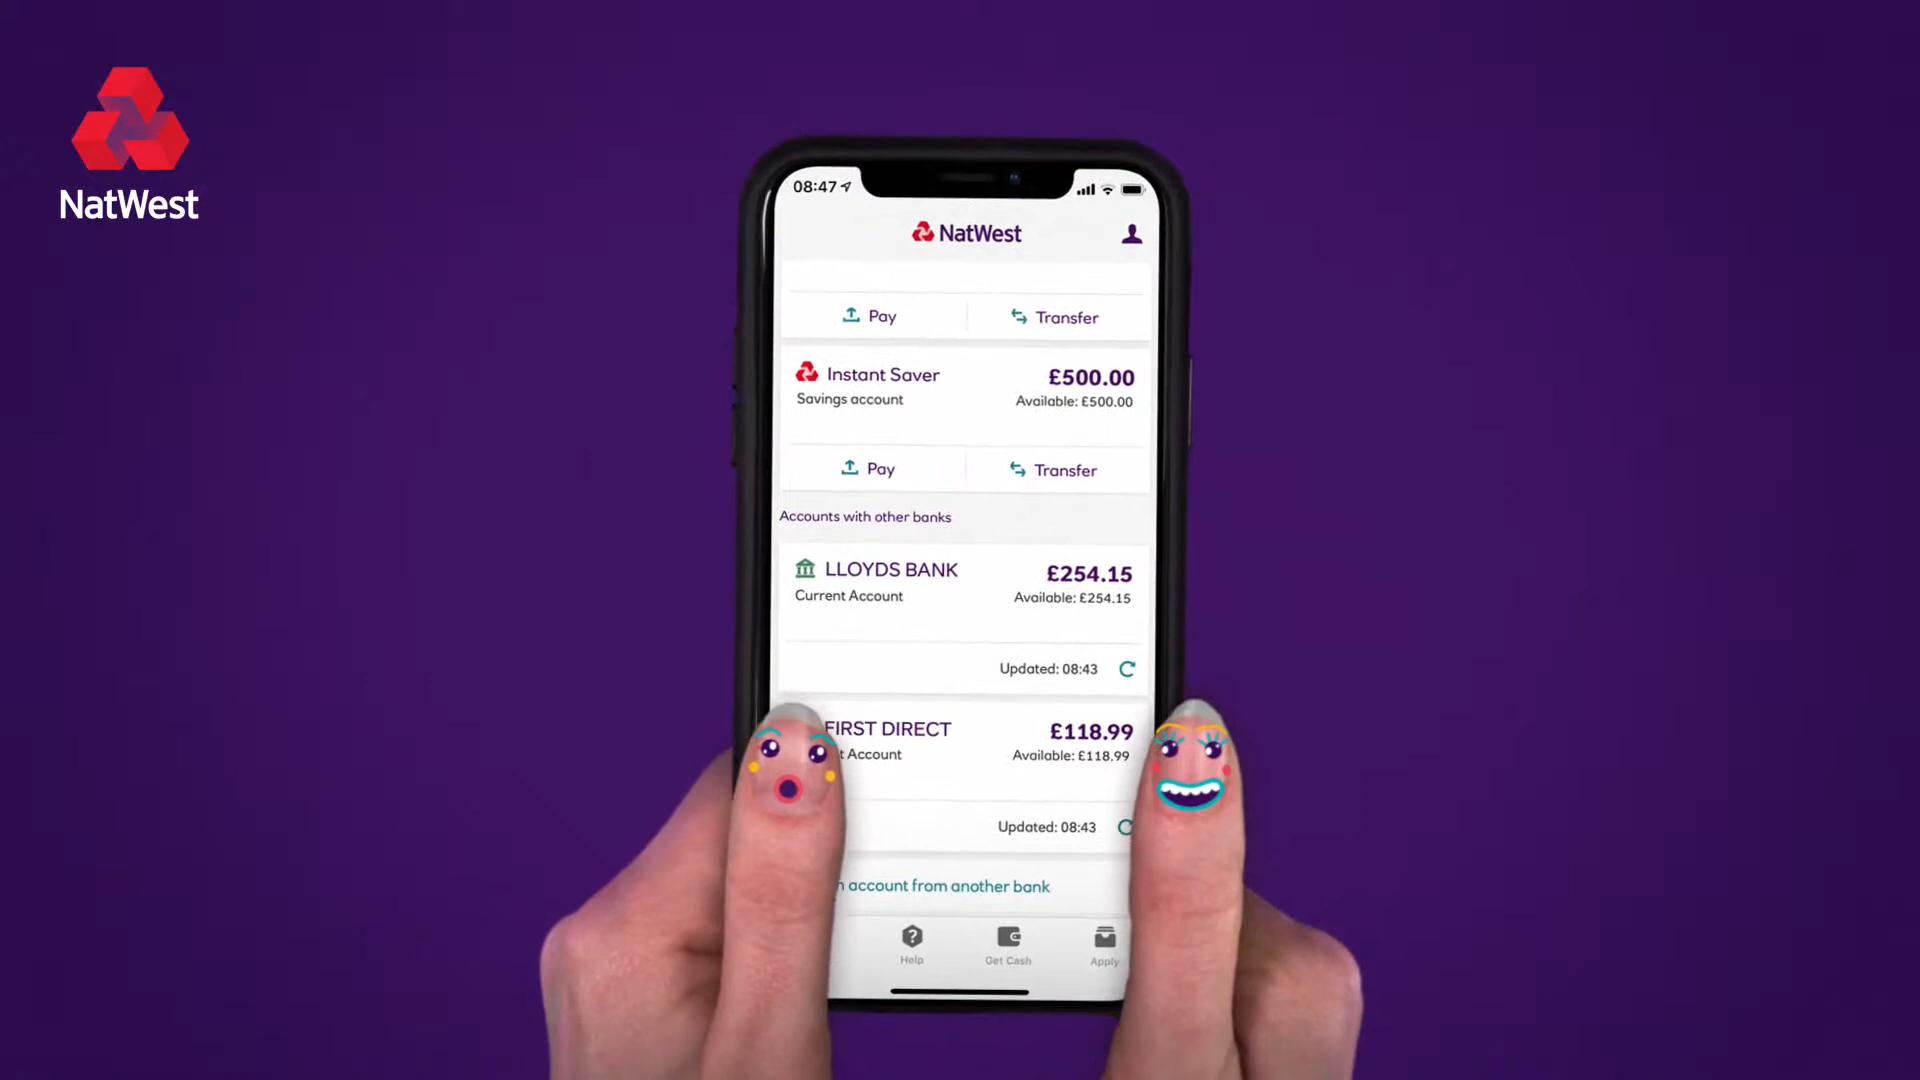 NatWest
08:47
NatWest
Pay
Transfer
Instant Saver
£500.00
Savings account
Available: £500.00
Pay
Transfer
Accounts with other banks
LLOYDS BANK
£254.15
Current Account
Available: £254.15
Updated: 08:43
FIRST DIRECT
£118.99
Account
Available: £118.99
Updated: 08:43
account from another bank
Help
Get Cash
Apply